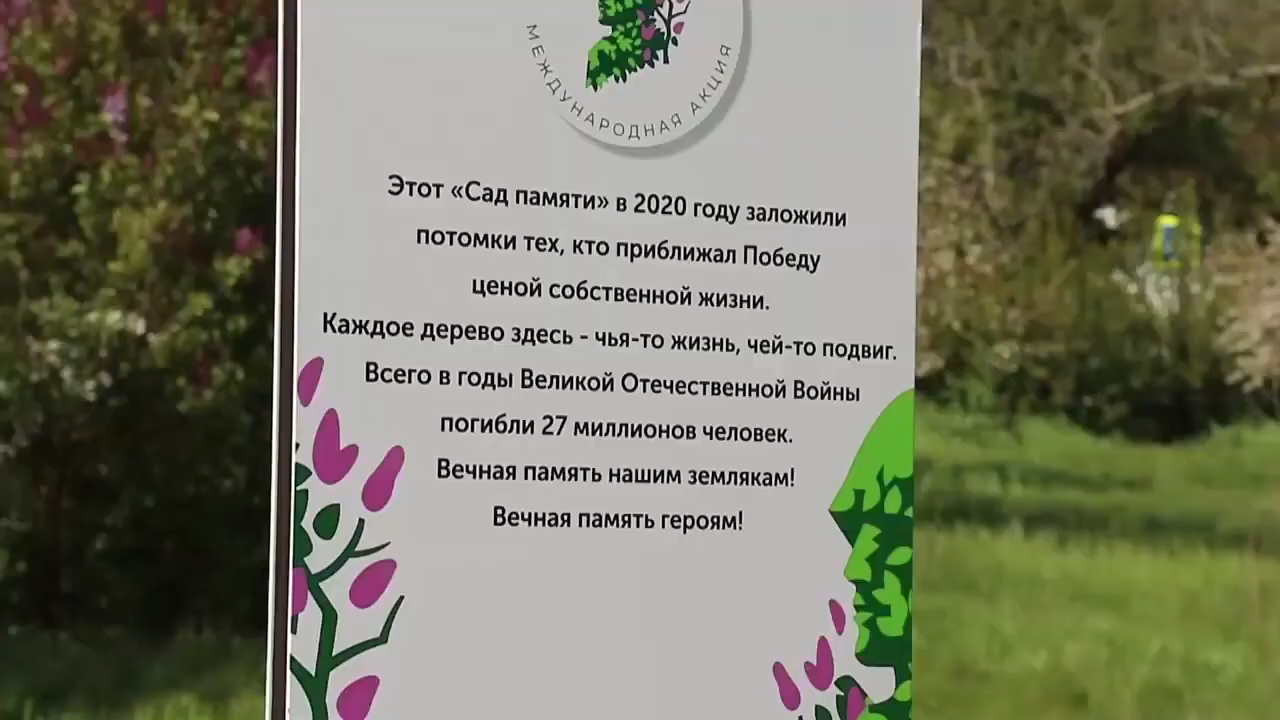 МЕЖДУНАРОДНАЯ АКЦИЯ
Этот «Сад памяти» в 2020 году заложили
потомки тех, кто приближал Победу
ценой собственной жизни.
Каждое дерево здесь - чья-то жизнь, чей-то подвиг.
Всего в годы Великой Отечественной Войны
погибли 27 миллионов человек.
Вечная память нашим землякам!
Вечная память героям!